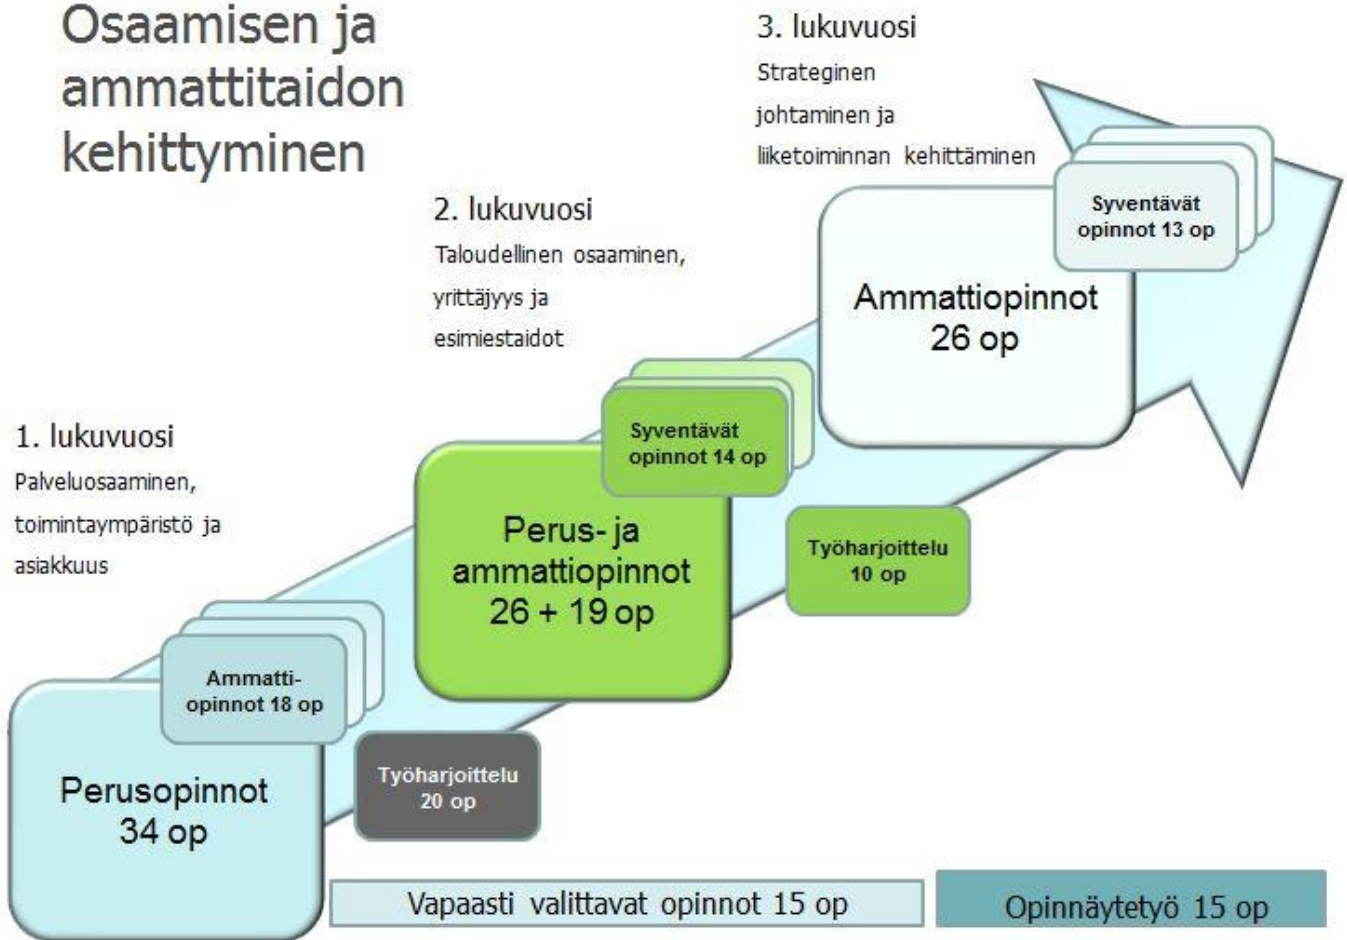 Osaamisen ja
ammattitaidon
kehittyminen
3. lukuvuosi
Strateginen
johtaminen ja
liiketoiminnan kehittäminen
Syventävät
opinnot 13 op
Ammattiopinnot
26 op
2. lukuvuosi
Taloudellinen osaaminen,
yrittäjyys ja
esimiestaidot
Syventävät
opinnot 14 op
Perus- ja
ammattiopinnot
26 + 19 op
Työharjoittelu
10 op
1. lukuvuosi
Palveluosaaminen,
toimintaympäristö ja
asiakkuus
Ammatti-
opinnot 18 op
Perusopinnot
34 op
Työharjoittelu
20 op
Vapaasti valittavat opinnot 15 op
Opinnäytetyö 15 op